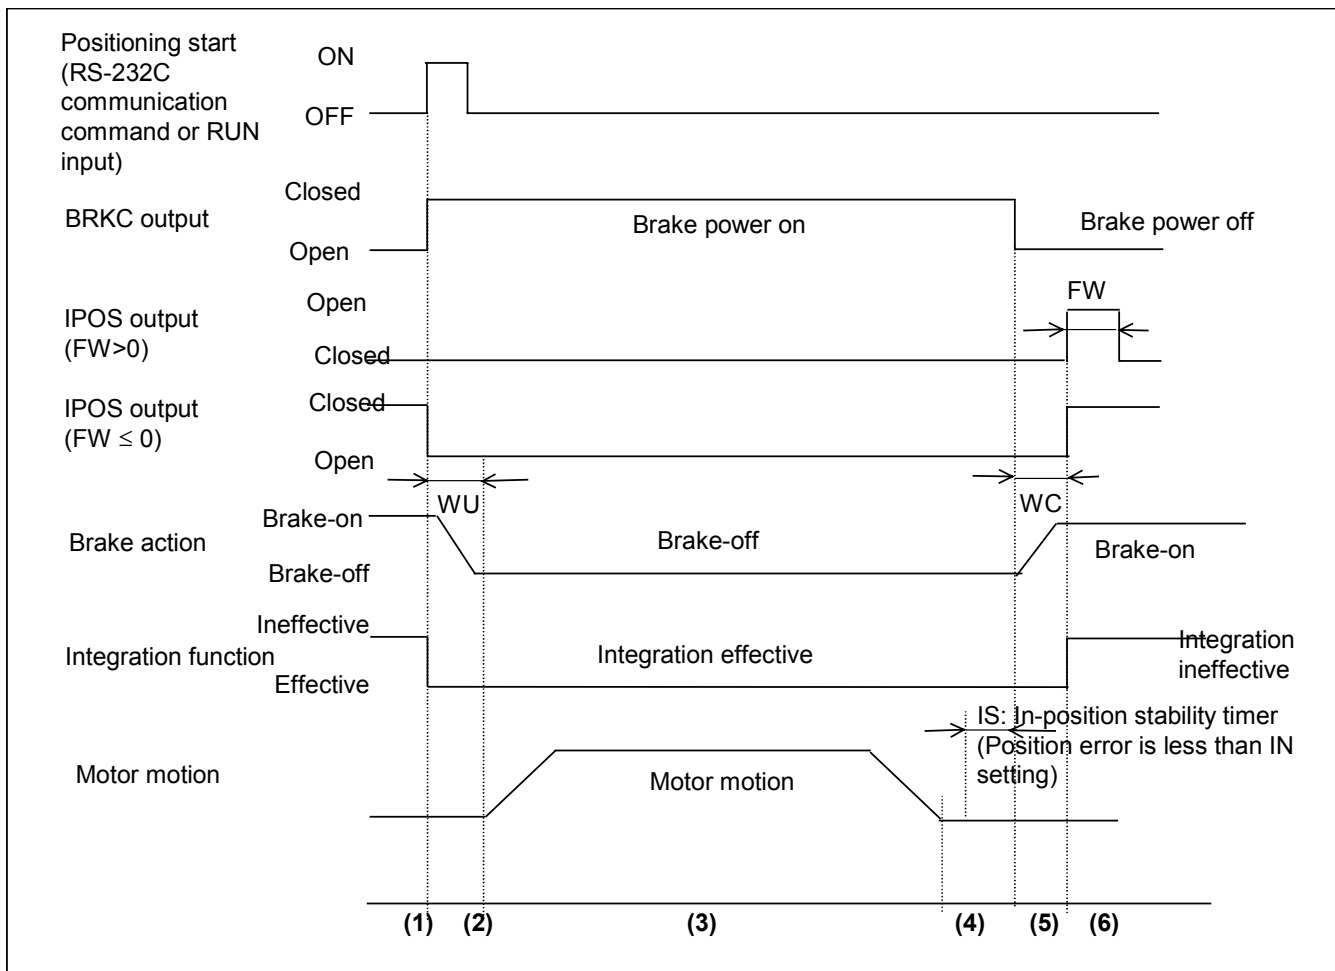 Positioning start
(RS-232C
communication
command or RUN
input)
ON
OFF
BRKC output
Closed
Open
Brake power on
Brake power off
IPOS output
(FW>0)
Open
Closed
FW
IPOS output
(FW ≤ 0)
Closed
Open
WU
WC
Brake action
Brake-on
Brake-off
Brake-off
Brake-on
Integration function
Ineffective
Effective
Integration effective
Integration
ineffective
IS: In-position stability timer
(Position error is less than IN
setting)
Motor motion
Motor motion
(1) (2) (3) (4) (5) (6)